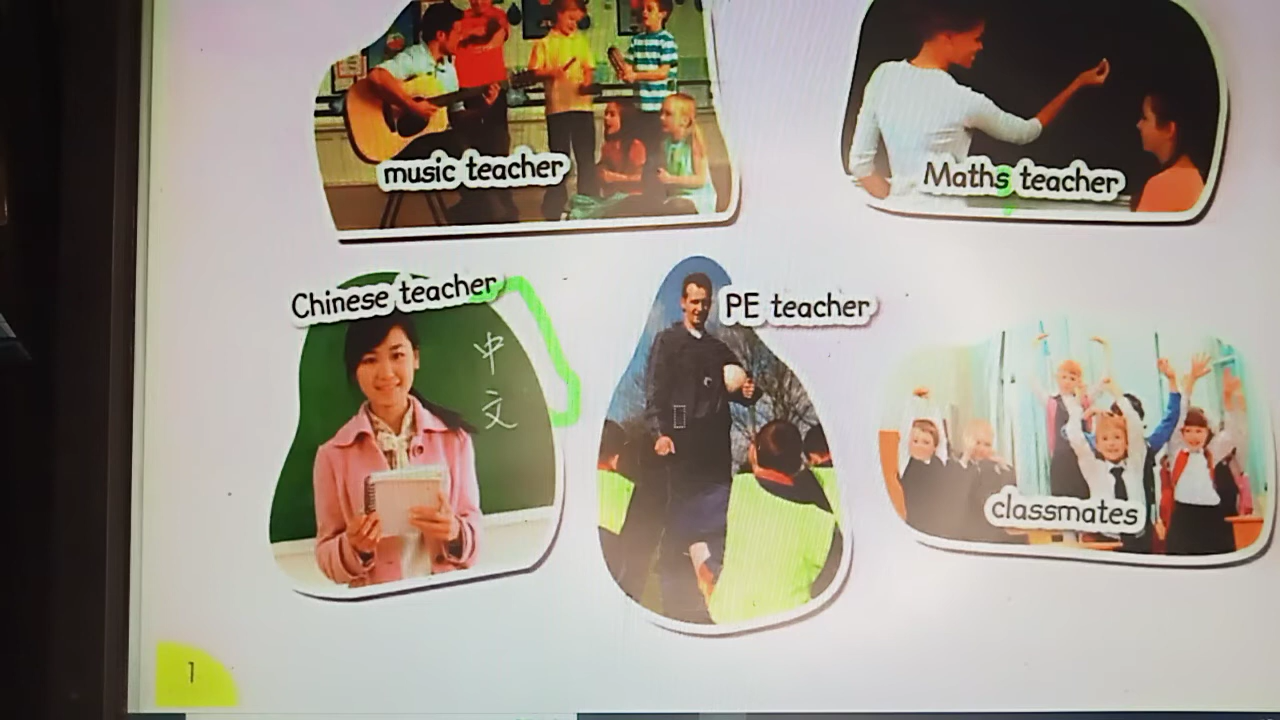 music teacher
Maths teacher
Chinese teacher
中
文
PE teacher
classmates
1